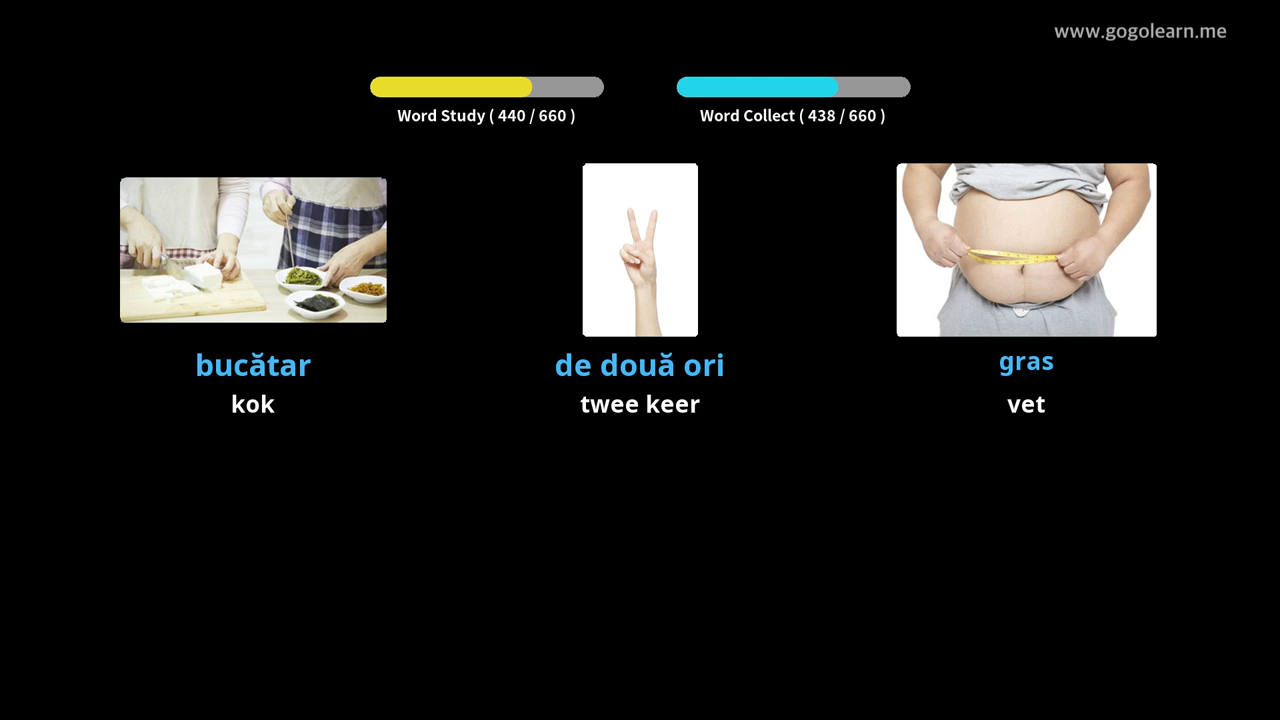 www.gogolearn.me
Word Study ( 440 / 660 )
Word Collect ( 438 / 660 )
bucătar
kok
de două ori
twee keer
gras
vet